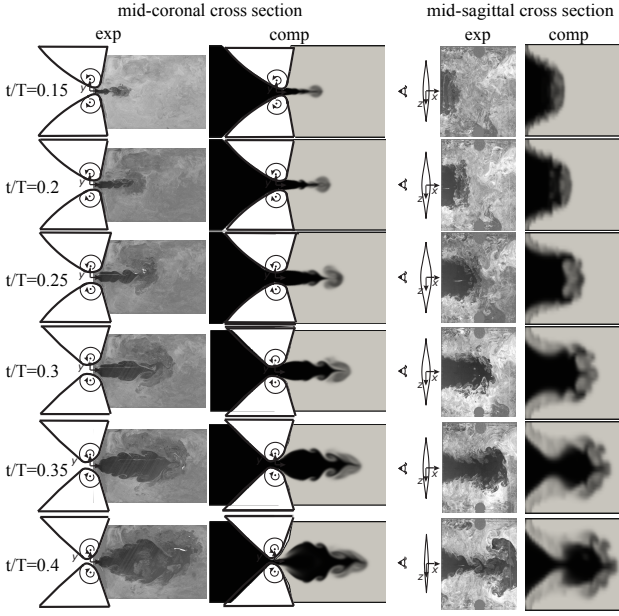 mid-coronal cross section mid-sagittal cross section
exp comp exp comp
t/T=0.15 y z x
t/T=0.2 y z x
t/T=0.25 y z x
t/T=0.3 y z x
t/T=0.35 y z x
t/T=0.4 y z x